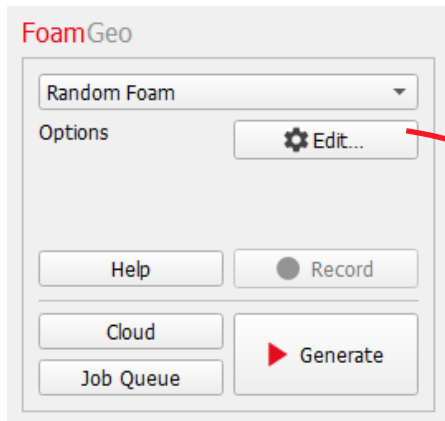 FoamGeo
Random Foam
Options
Edit...
Help
Record
Cloud
Generate
Job Queue